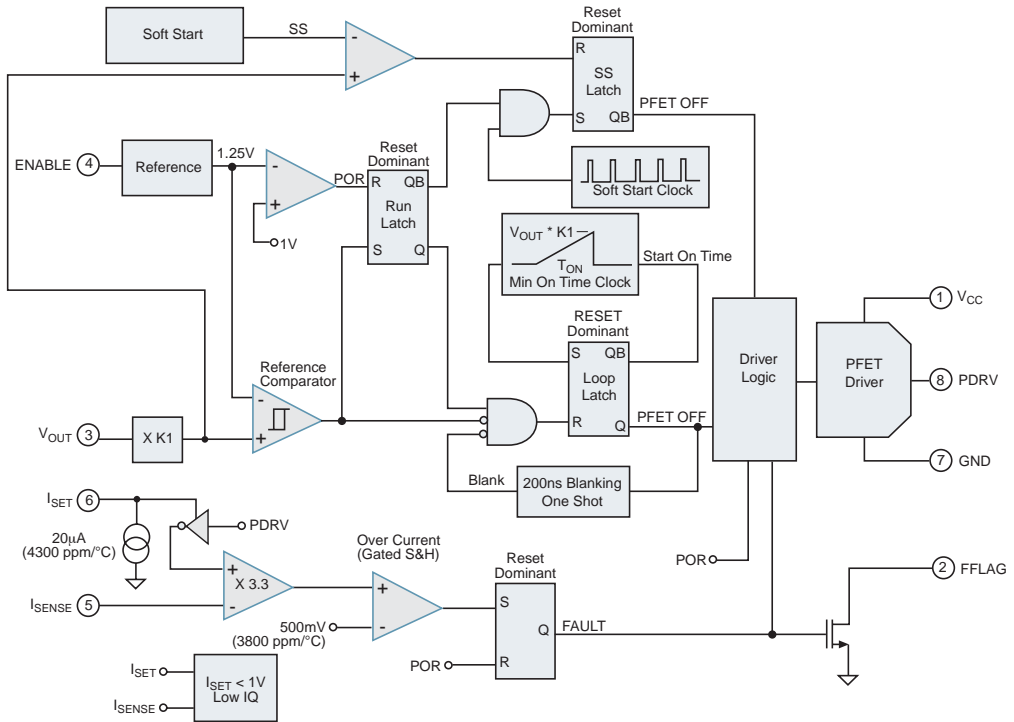 Soft Start
SS
-
+
Reset
Dominant
R
SS
Latch
S
QB
PFET OFF
Soft Start Clock
ENABLE
4
Reference
1.25V
-
+
1V
POR
Reset
Dominant
R
QB
Run
Latch
S
Q
VOUT * K1
TON
Min On Time Clock
Start On Time
RESET
Dominant
S
QB
Loop
Latch
R
Q
PFET OFF
Driver
Logic
PFET
Driver
1
VCC
8
PDRV
7
GND
Reference
Comparator
-
+
VOUT
3
X K1
Blank
200ns Blanking
One Shot
ISET
6
20µA
(4300 ppm/°C)
PDRV
+
X 3.3
-
ISENSE
5
Over Current
(Gated S&H)
+
-
500mV
(3800 ppm/°C)
Reset
Dominant
S
Q
R
FAULT
POR
POR
2
FFLAG
ISET
ISENSE
ISET < 1V
Low IQ